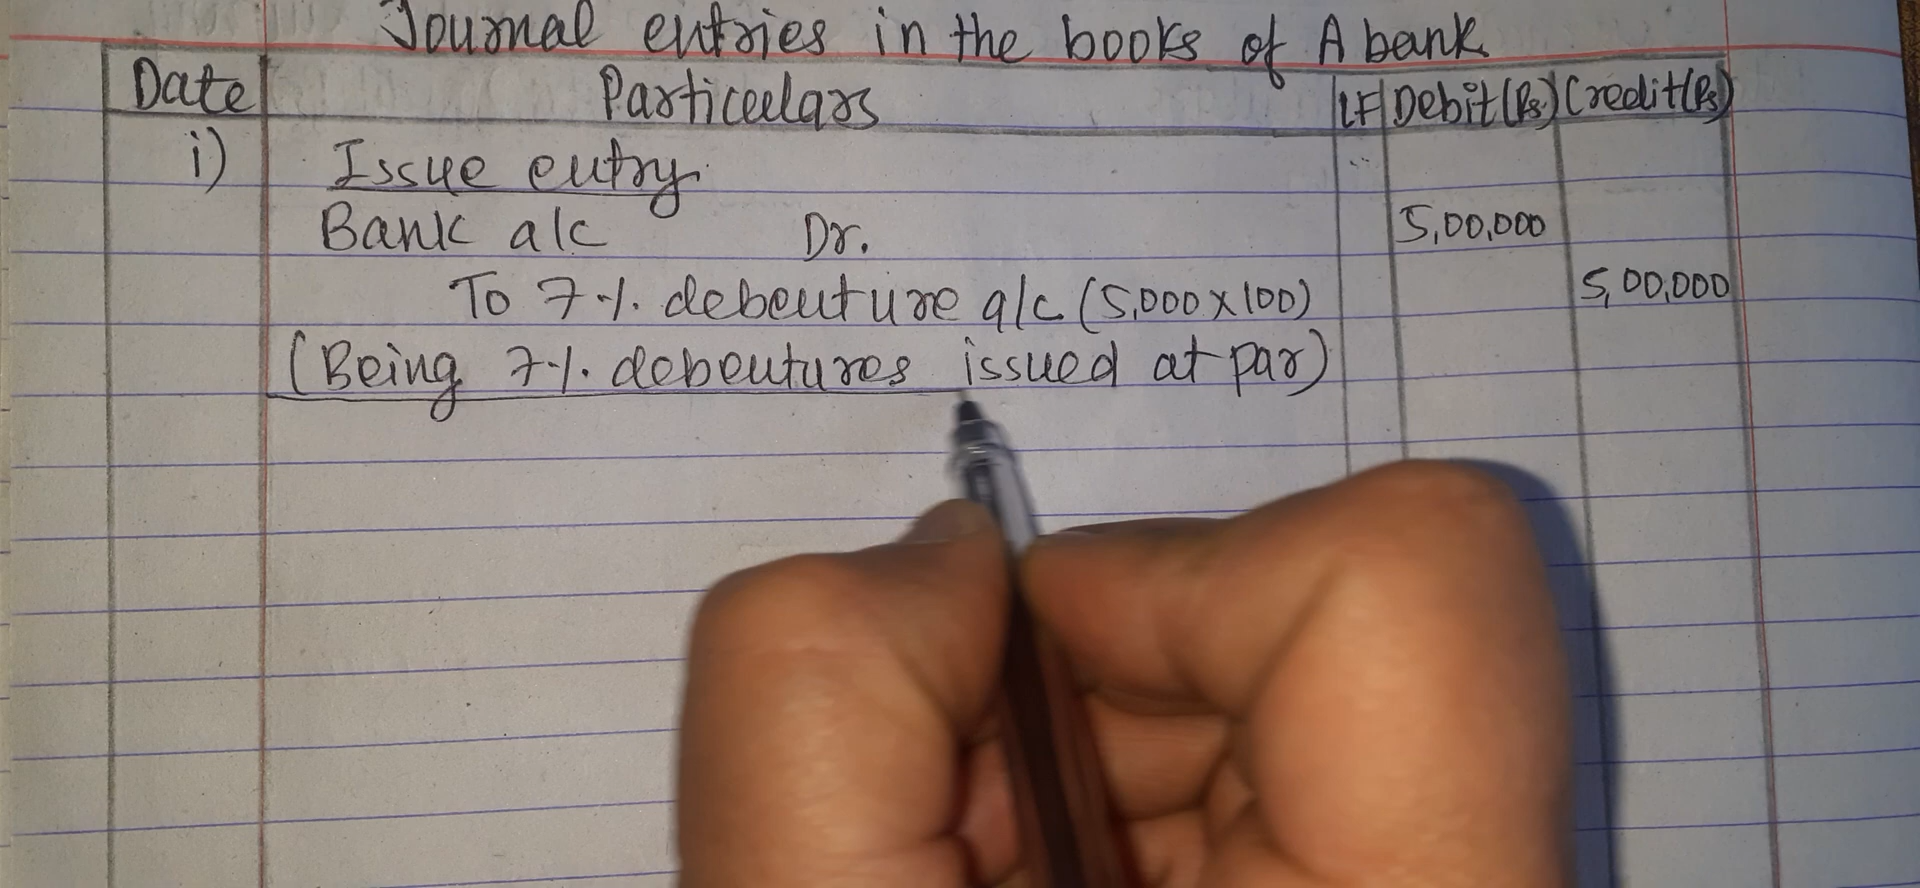 Journal entries in the books of A bank
Date Particulars LF Debit(Rs.) Credit(Rs)
i) Issue entry
Bank a/c Dr. 5,00,000
To 7% debenture a/c (5,000×100) 5,00,000
(Being 7% debentures issued at par)